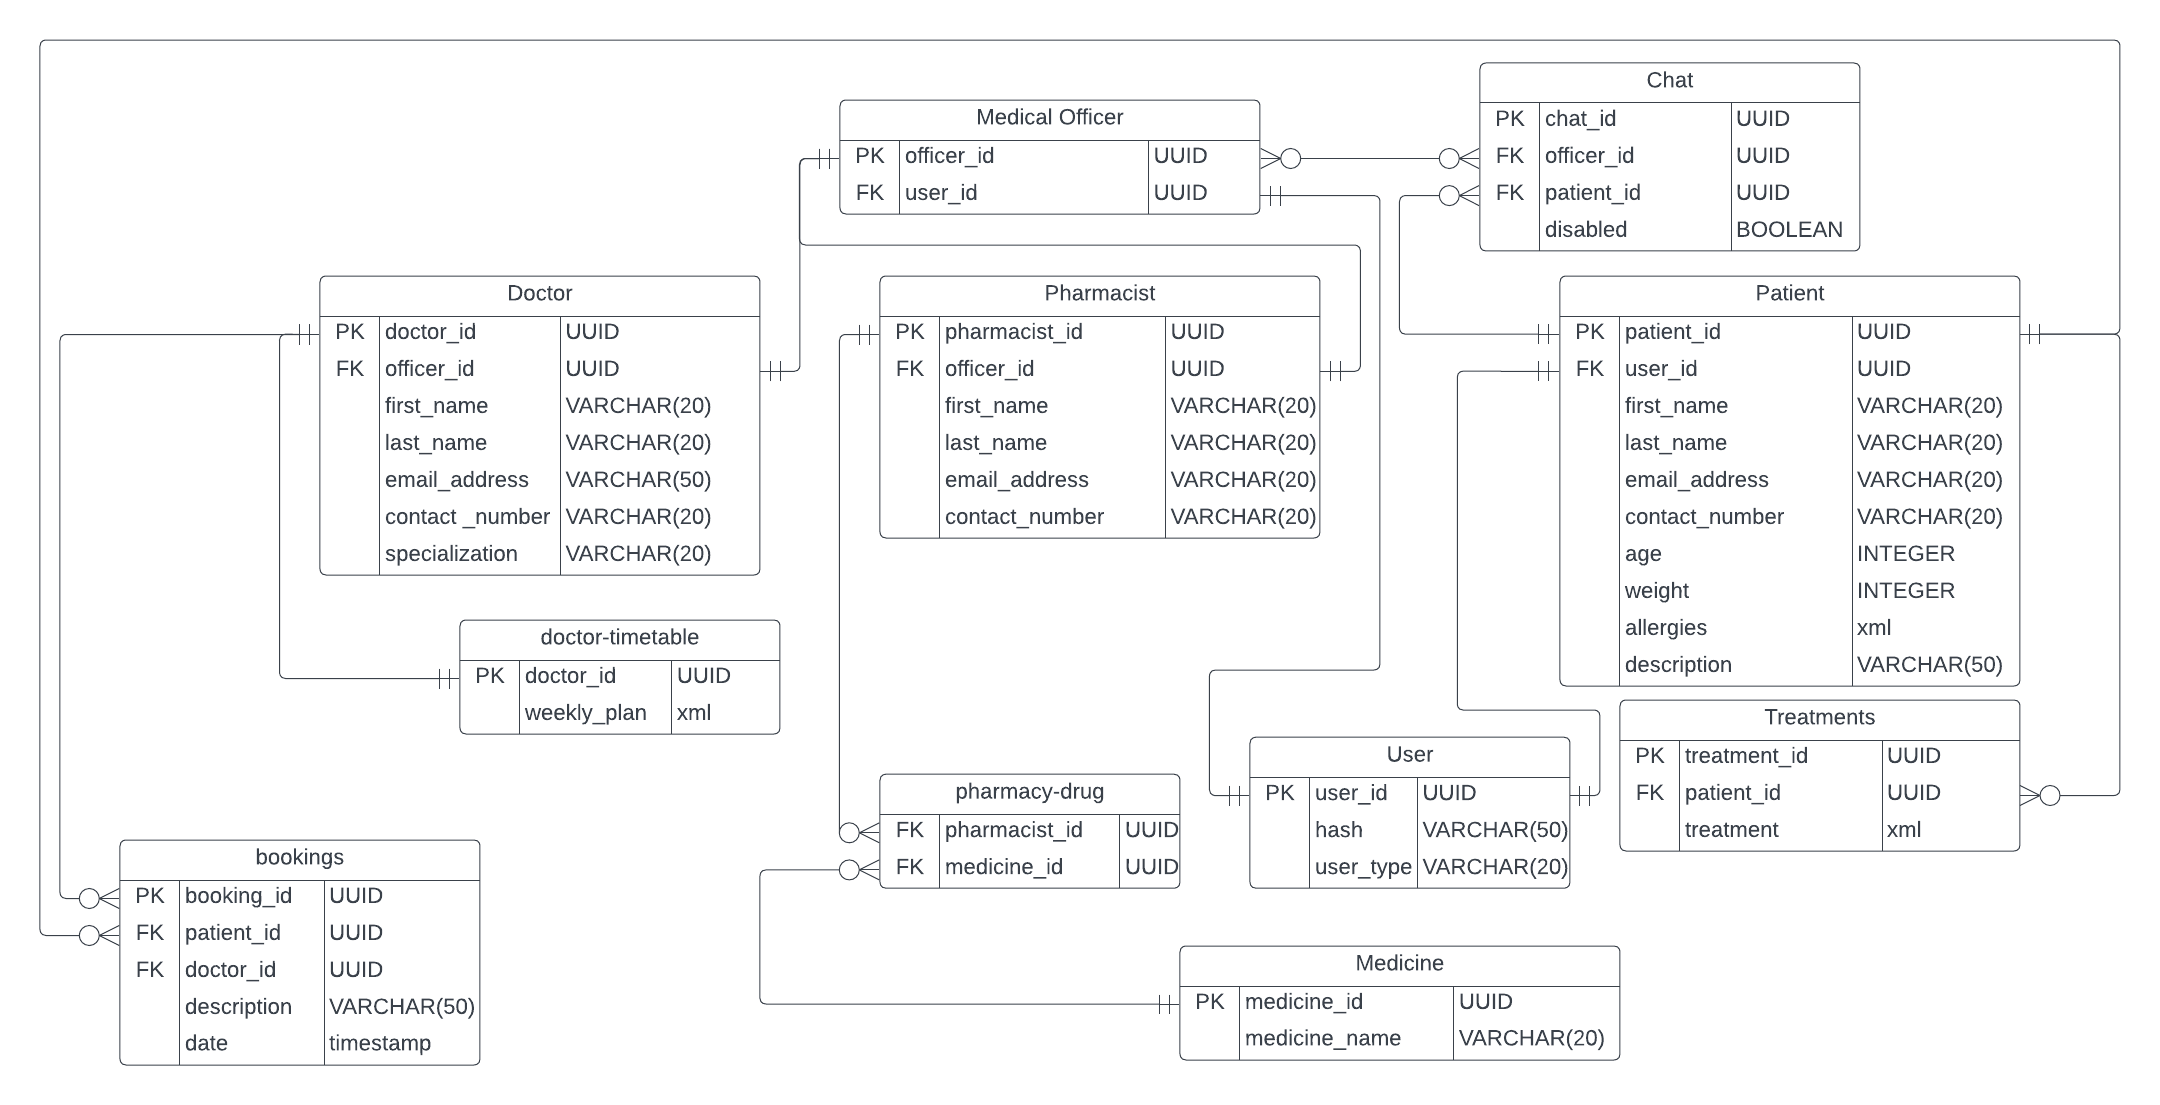 Chat
PK chat_id UUID
FK officer_id UUID
FK patient_id UUID
disabled BOOLEAN
Medical Officer
PK officer_id UUID
FK user_id UUID
Doctor
PK doctor_id UUID
FK officer_id UUID
first_name VARCHAR(20)
last_name VARCHAR(20)
email_address VARCHAR(50)
contact _number VARCHAR(20)
specialization VARCHAR(20)
Pharmacist
PK pharmacist_id UUID
FK officer_id UUID
first_name VARCHAR(20)
last_name VARCHAR(20)
email_address VARCHAR(20)
contact_number VARCHAR(20)
Patient
PK patient_id UUID
FK user_id UUID
first_name VARCHAR(20)
last_name VARCHAR(20)
email_address VARCHAR(20)
contact_number VARCHAR(20)
age INTEGER
weight INTEGER
allergies xml
description VARCHAR(50)
doctor-timetable
PK doctor_id UUID
weekly_plan xml
Treatments
PK treatment_id UUID
FK patient_id UUID
treatment xml
User
PK user_id UUID
hash VARCHAR(50)
user_type VARCHAR(20)
pharmacy-drug
FK pharmacist_id UUID
FK medicine_id UUID
bookings
PK booking_id UUID
FK patient_id UUID
FK doctor_id UUID
description VARCHAR(50)
date timestamp
Medicine
PK medicine_id UUID
medicine_name VARCHAR(20)